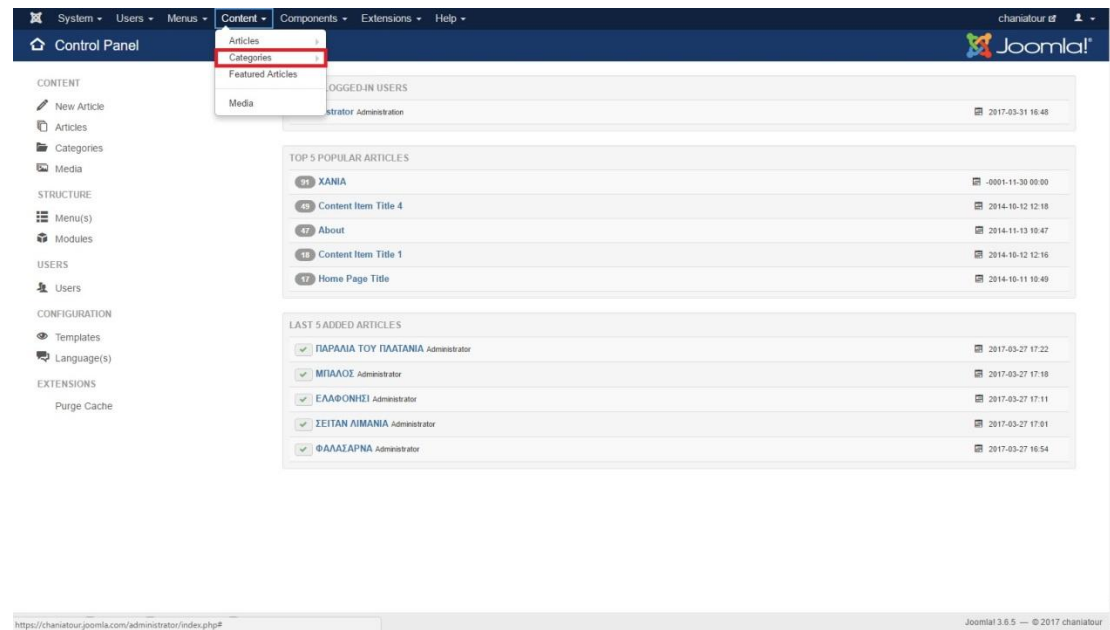 System Users Menus Content Components Extensions Help chaniatour
Control Panel Joomla!
Articles
Categories
Featured Articles
Media
CONTENT
New Article
Articles
Categories
Media
STRUCTURE
Menu(s)
Modules
USERS
Users
CONFIGURATION
Templates
Language(s)
EXTENSIONS
Purge Cache
OGGED-IN USERS
istrator Administration 2017-03-31 16:48
TOP 5 POPULAR ARTICLES
91 ΧΑΝΙΑ -0001-11-30 00:00
49 Content Item Title 4 2014-10-12 12:18
47 About 2014-11-13 10:47
18 Content Item Title 1 2014-10-12 12:16
17 Home Page Title 2014-10-11 10:49
LAST 5 ADDED ARTICLES
ΠΑΡΑΛΙΑ ΤΟΥ ΠΛΑΤΑΝΙΑ Administrator 2017-03-27 17:22
ΜΠΑΛΟΣ Administrator 2017-03-27 17:18
ΕΛΑΦΟΝΗΣΙ Administrator 2017-03-27 17:11
ΣΕΙΤΑΝ ΛΙΜΑΝΙΑ Administrator 2017-03-27 17:01
ΦΑΛΑΣΑΡΝΑ Administrator 2017-03-27 16:54
https://chaniatour.joomla.com/administrator/index.php# Joomla! 3.6.5 — © 2017 chaniatour